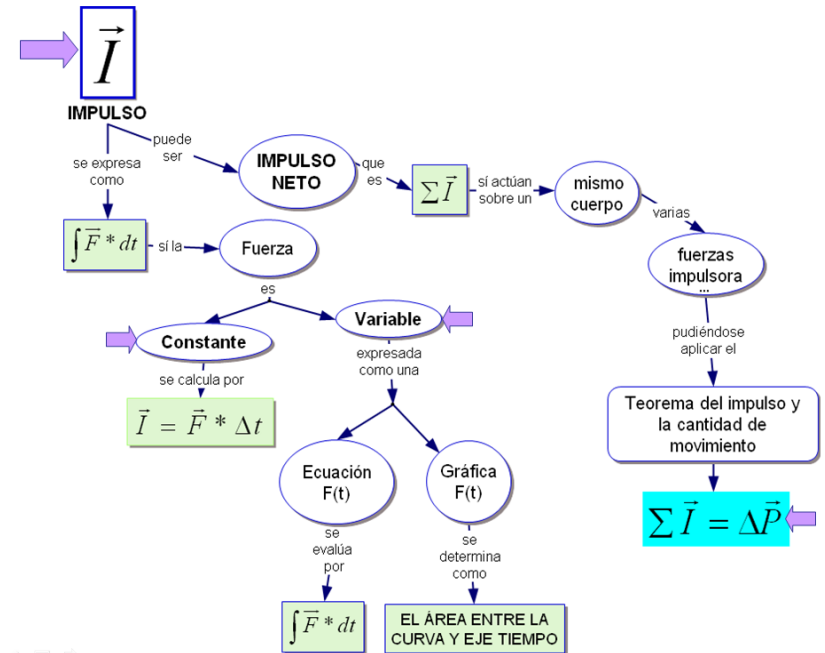 I⃗
IMPULSO
se expresa
como
puede
ser
IMPULSO
NETO
que
es
∑ I⃗
sí actúan
sobre un
mismo
cuerpo
varias
fuerzas
impulsora
...
pudiéndose
aplicar el
Teorema del impulso y
la cantidad de
movimiento
∑ I⃗ = ΔP⃗
∫ F⃗ * dt
sí la
Fuerza
es
Constante
se calcula por
I⃗ = F⃗ * Δt
Variable
expresada
como una
Ecuación
F(t)
se
evalúa
por
∫ F⃗ * dt
Gráfica
F(t)
se
determina
como
EL ÁREA ENTRE LA
CURVA Y EJE TIEMPO